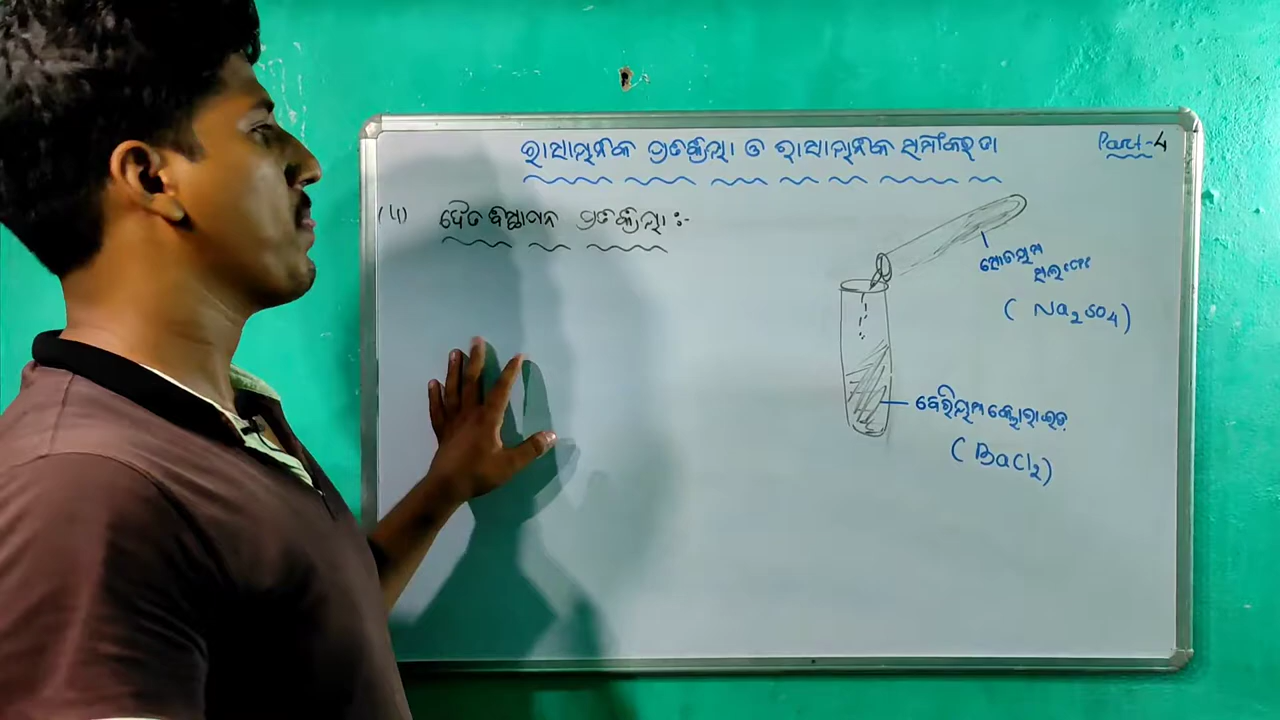 ରାସାୟନିକ ପ୍ରତିକ୍ରିୟା ଓ ରାସାୟନିକ ସମୀକରଣ
Part-4
(4) ଦ୍ୱୈତ ବିସ୍ଥାପନ ପ୍ରତିକ୍ରିୟା :-
ସୋଡିୟମ
ସଲଫେଟ
( Na₂SO₄)
ବେରିୟମ କ୍ଲୋରାଇଡ୍
( BaCl₂)